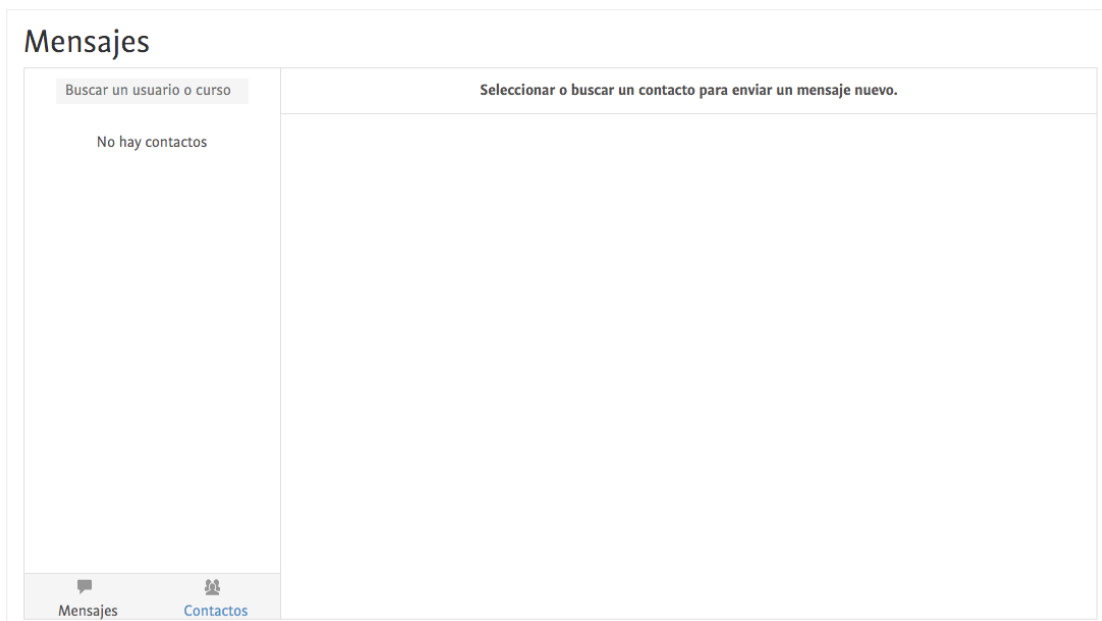 Mensajes
Buscar un usuario o curso
Seleccionar o buscar un contacto para enviar un mensaje nuevo.
No hay contactos
Mensajes
Contactos